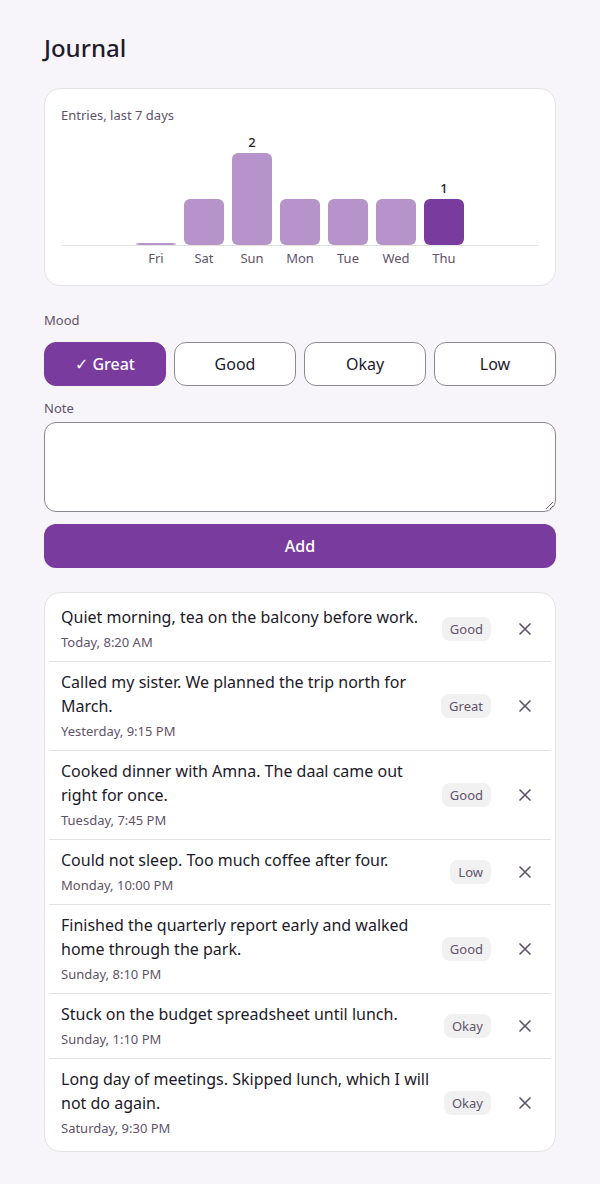 Journal
Entries, last 7 days
2
1
Fri Sat Sun Mon Tue Wed Thu
Mood
✓ Great Good Okay Low
Note
Add
Quiet morning, tea on the balcony before work.
Today, 8:20 AM
Good
Called my sister. We planned the trip north for
March.
Yesterday, 9:15 PM
Great
Cooked dinner with Amna. The daal came out
right for once.
Tuesday, 7:45 PM
Good
Could not sleep. Too much coffee after four.
Monday, 10:00 PM
Low
Finished the quarterly report early and walked
home through the park.
Sunday, 8:10 PM
Good
Stuck on the budget spreadsheet until lunch.
Sunday, 1:10 PM
Okay
Long day of meetings. Skipped lunch, which I will
not do again.
Saturday, 9:30 PM
Okay